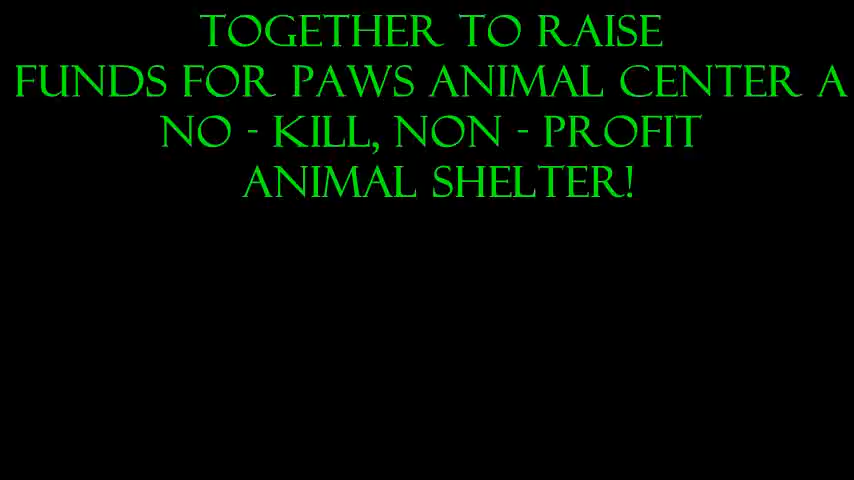 TOGETHER TO RAISE
FUNDS FOR PAWS ANIMAL CENTER A
NO - KILL, NON - PROFIT
ANIMAL SHELTER!